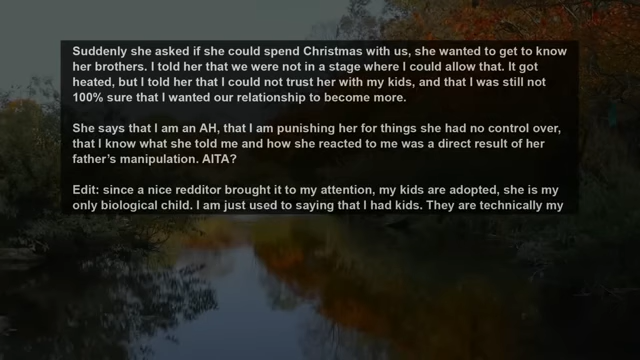 Suddenly she asked if she could spend Christmas with us, she wanted to get to know
her brothers. I told her that we were not in a stage where I could allow that. It got
heated, but I told her that I could not trust her with my kids, and that I was still not
100% sure that I wanted our relationship to become more.
She says that I am an AH, that I am punishing her for things she had no control over,
that I know what she told me and how she reacted to me was a direct result of her
father’s manipulation. AITA?
Edit: since a nice redditor brought it to my attention, my kids are adopted, she is my
only biological child. I am just used to saying that I had kids. They are technically my